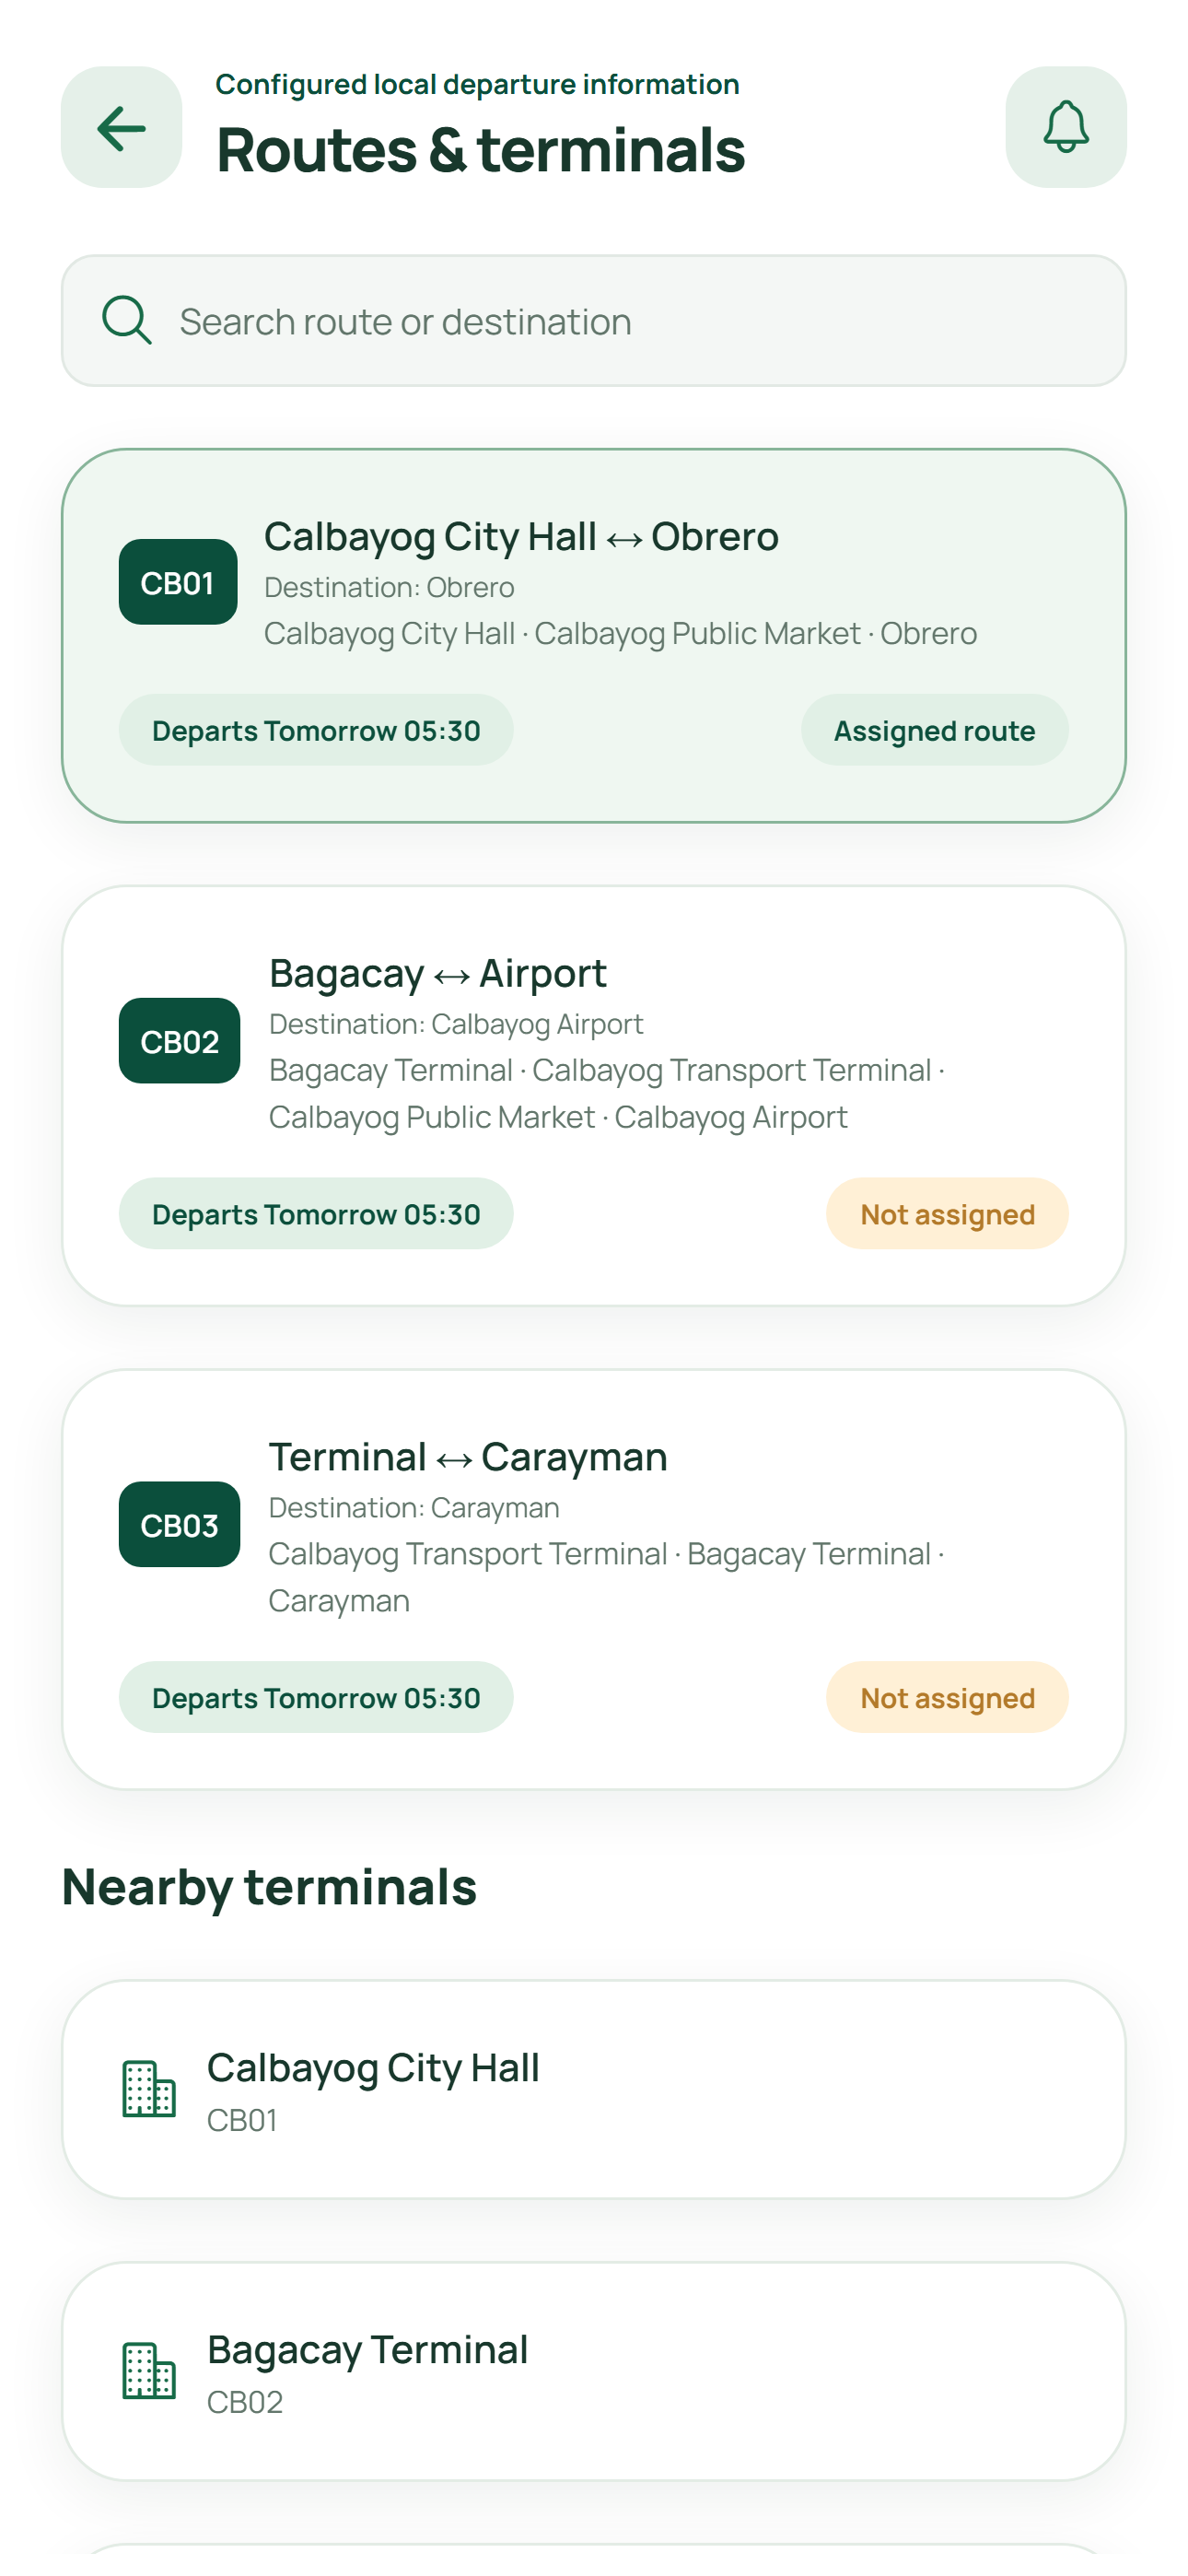 Configured local departure information
Routes & terminals
Search route or destination
CB01
Calbayog City Hall ↔ Obrero
Destination: Obrero
Calbayog City Hall · Calbayog Public Market · Obrero
Departs Tomorrow 05:30
Assigned route
CB02
Bagacay ↔ Airport
Destination: Calbayog Airport
Bagacay Terminal · Calbayog Transport Terminal ·
Calbayog Public Market · Calbayog Airport
Departs Tomorrow 05:30
Not assigned
CB03
Terminal ↔ Carayman
Destination: Carayman
Calbayog Transport Terminal · Bagacay Terminal ·
Carayman
Departs Tomorrow 05:30
Not assigned
Nearby terminals
Calbayog City Hall
CB01
Bagacay Terminal
CB02